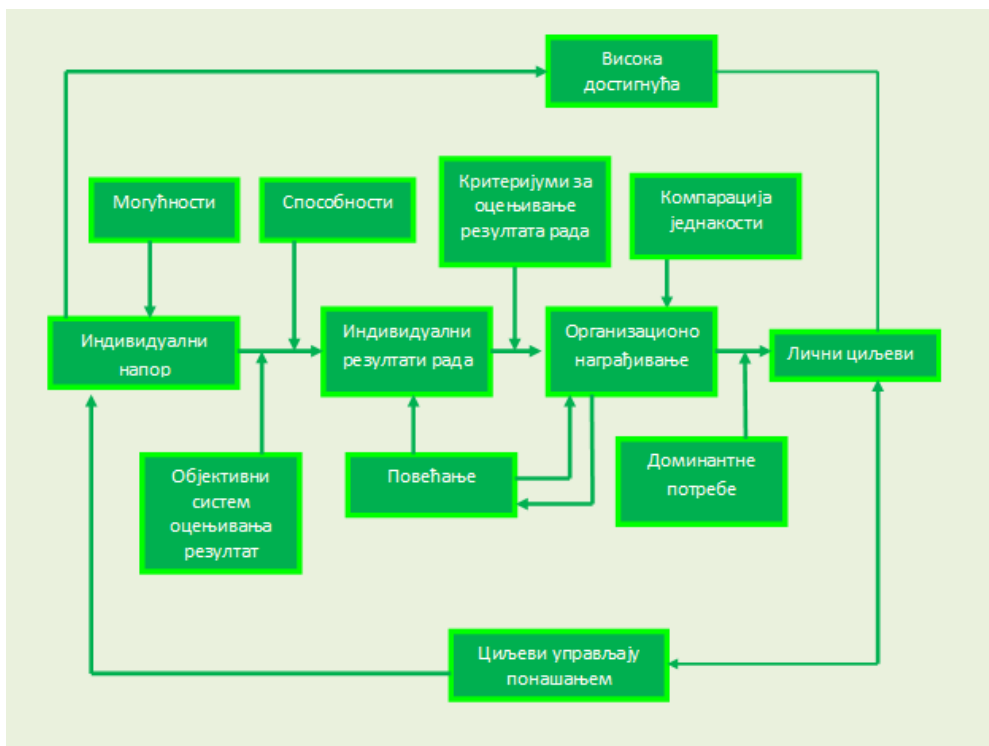 Висока
достигнућа
Могућности
Способности
Критеријуми за
оцењивање
резултата рада
Компарација
једнакости
Индивидуални
напор
Индивидуални
резултати рада
Организационо
награђивање
Лични циљеви
Објективни
систем
оцењивања
резултат
Повећање
Доминантне
потребе
Циљеви управљају
понашањем